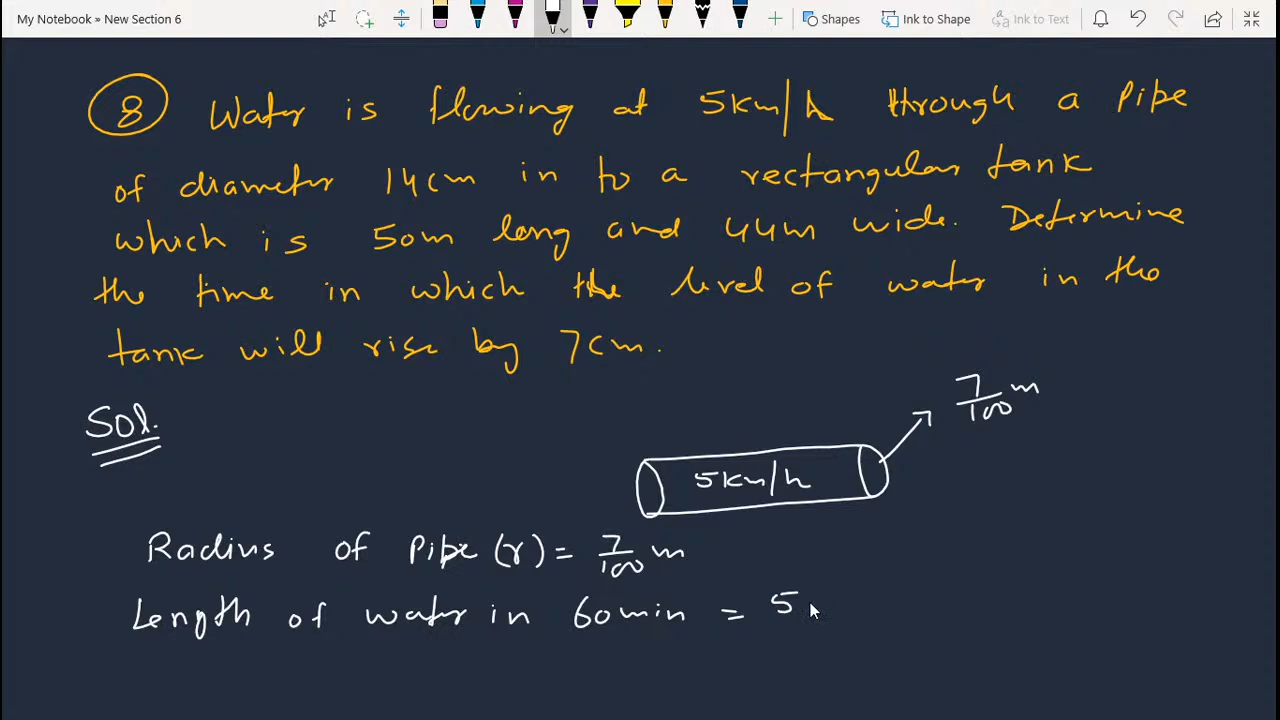 My Notebook » New Section 6
Shapes
Ink to Shape
Ink to Text
8 Water is flowing at 5km/h through a pipe
of diameter 14cm in to a rectangular tank
which is 50m long and 44m wide. Determine
the time in which the level of water in the
tank will rise by 7cm.
Sol.
7/100 m
5km/h
Radius of Pipe (r) = 7/100 m
Length of water in 60min = 5